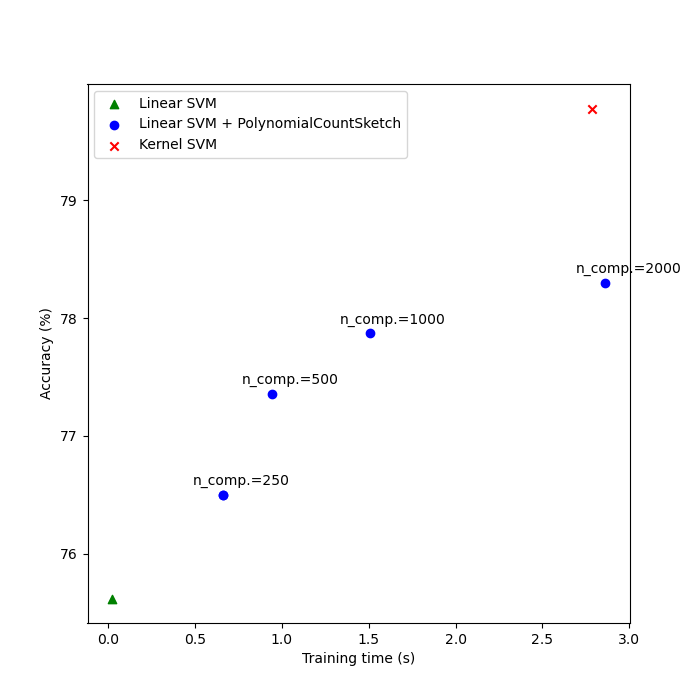 Linear SVM
Linear SVM + PolynomialCountSketch
Kernel SVM
79
n_comp.=2000
78
n_comp.=1000
n_comp.=500
77
n_comp.=250
76
Accuracy (%)
0.0 0.5 1.0 1.5 2.0 2.5 3.0
Training time (s)